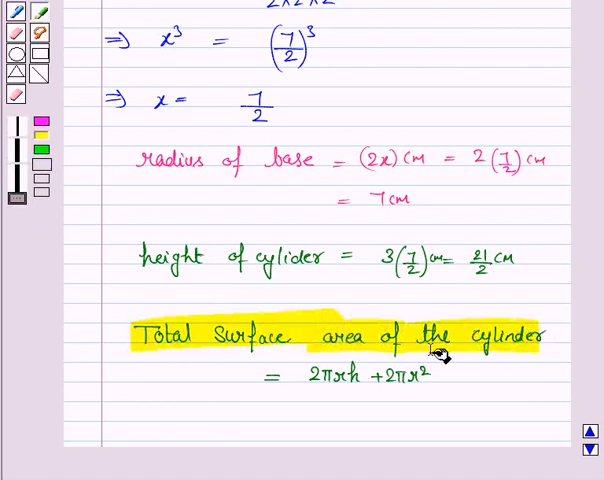 2x2x2
⇒ x³ = (7/2)³
⇒ x = 7/2
radius of base = (2x) cm = 2(7/2) cm
= 7 cm
height of cylider = 3(7/2) cm = 21/2 cm
Total Surface area of the cylinder
= 2πrh + 2πr²